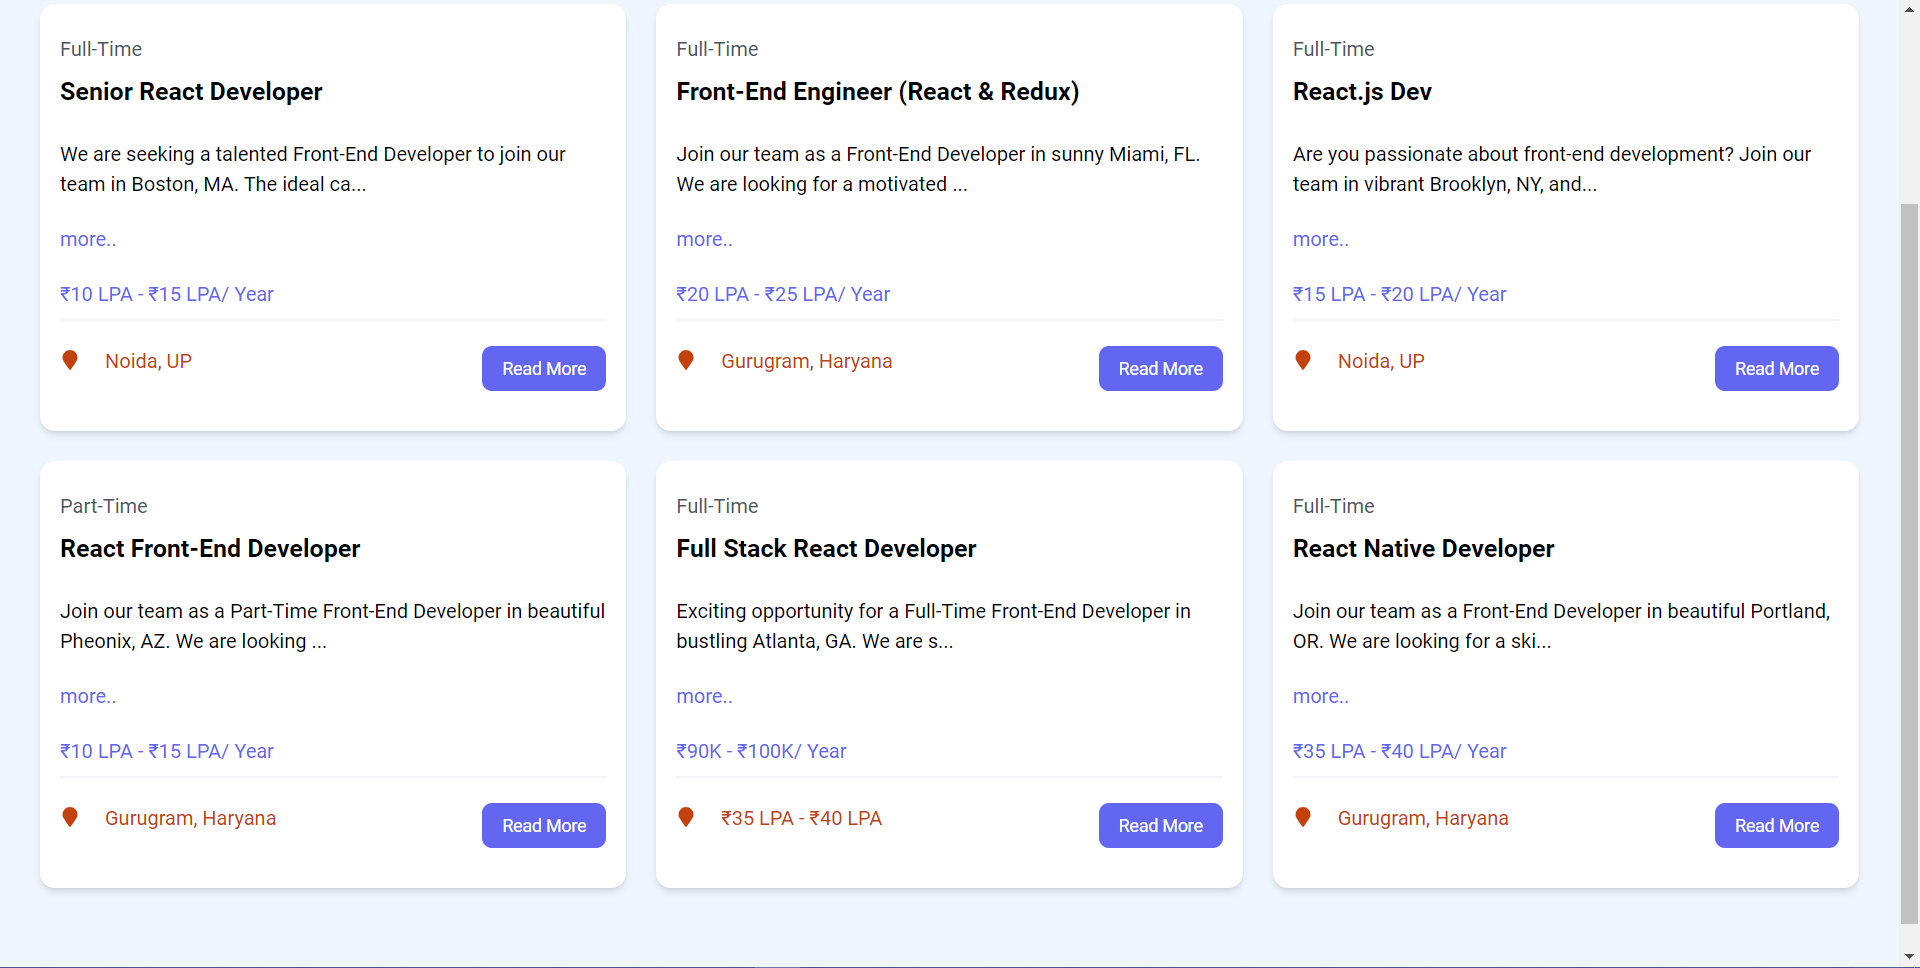 Full-Time
Senior React Developer
We are seeking a talented Front-End Developer to join our
team in Boston, MA. The ideal ca...
more..
₹10 LPA - ₹15 LPA/ Year
Noida, UP
Read More
Full-Time
Front-End Engineer (React & Redux)
Join our team as a Front-End Developer in sunny Miami, FL.
We are looking for a motivated ...
more..
₹20 LPA - ₹25 LPA/ Year
Gurugram, Haryana
Read More
Full-Time
React.js Dev
Are you passionate about front-end development? Join our
team in vibrant Brooklyn, NY, and...
more..
₹15 LPA - ₹20 LPA/ Year
Noida, UP
Read More
Part-Time
React Front-End Developer
Join our team as a Part-Time Front-End Developer in beautiful
Pheonix, AZ. We are looking ...
more..
₹10 LPA - ₹15 LPA/ Year
Gurugram, Haryana
Read More
Full-Time
Full Stack React Developer
Exciting opportunity for a Full-Time Front-End Developer in
bustling Atlanta, GA. We are s...
more..
₹90K - ₹100K/ Year
₹35 LPA - ₹40 LPA
Read More
Full-Time
React Native Developer
Join our team as a Front-End Developer in beautiful Portland,
OR. We are looking for a ski...
more..
₹35 LPA - ₹40 LPA/ Year
Gurugram, Haryana
Read More